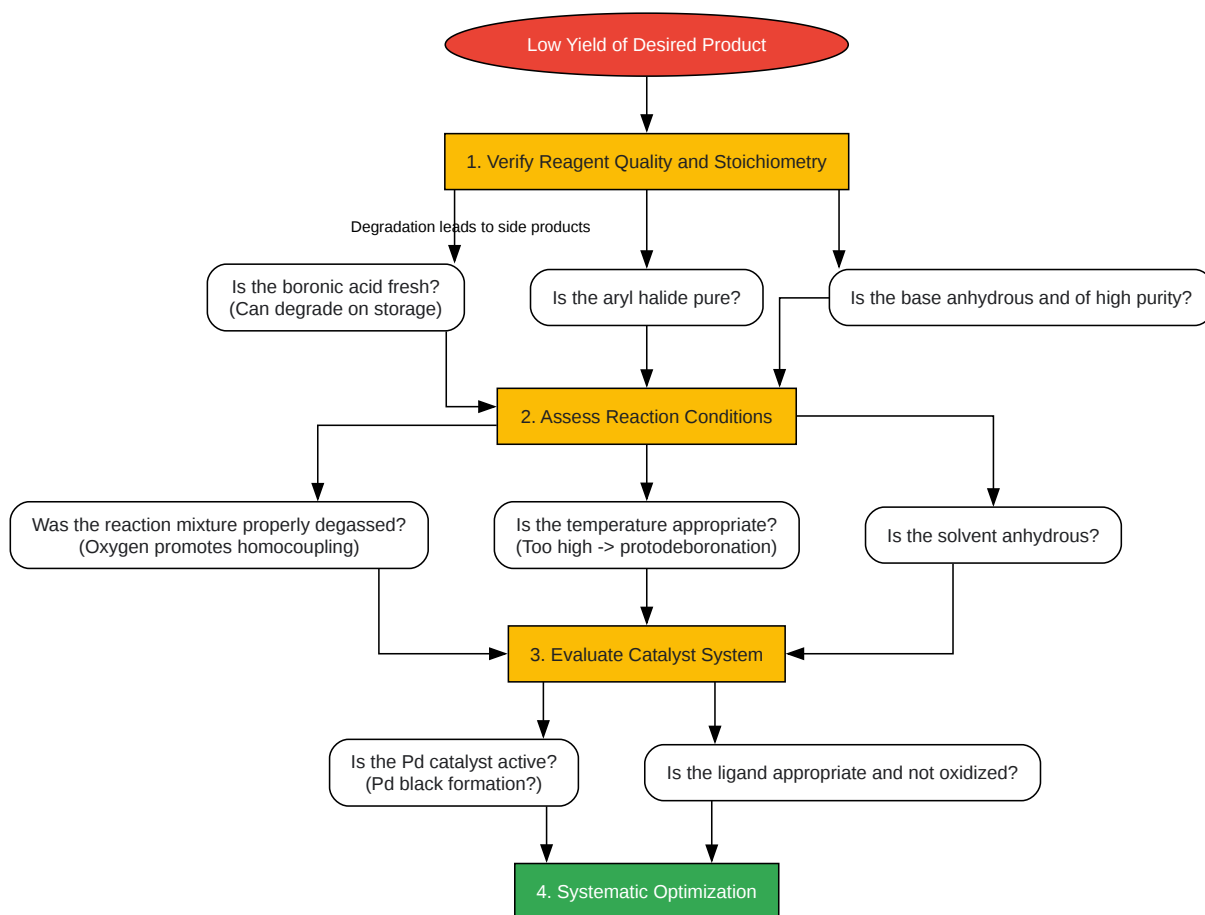 Low Yield of Desired Product
1. Verify Reagent Quality and Stoichiometry
Degradation leads to side products
Is the boronic acid fresh?
(Can degrade on storage)
Is the aryl halide pure?
Is the base anhydrous and of high purity?
2. Assess Reaction Conditions
Was the reaction mixture properly degassed?
(Oxygen promotes homocoupling)
Is the temperature appropriate?
(Too high -> protodeboronation)
Is the solvent anhydrous?
3. Evaluate Catalyst System
Is the Pd catalyst active?
(Pd black formation?)
Is the ligand appropriate and not oxidized?
4. Systematic Optimization